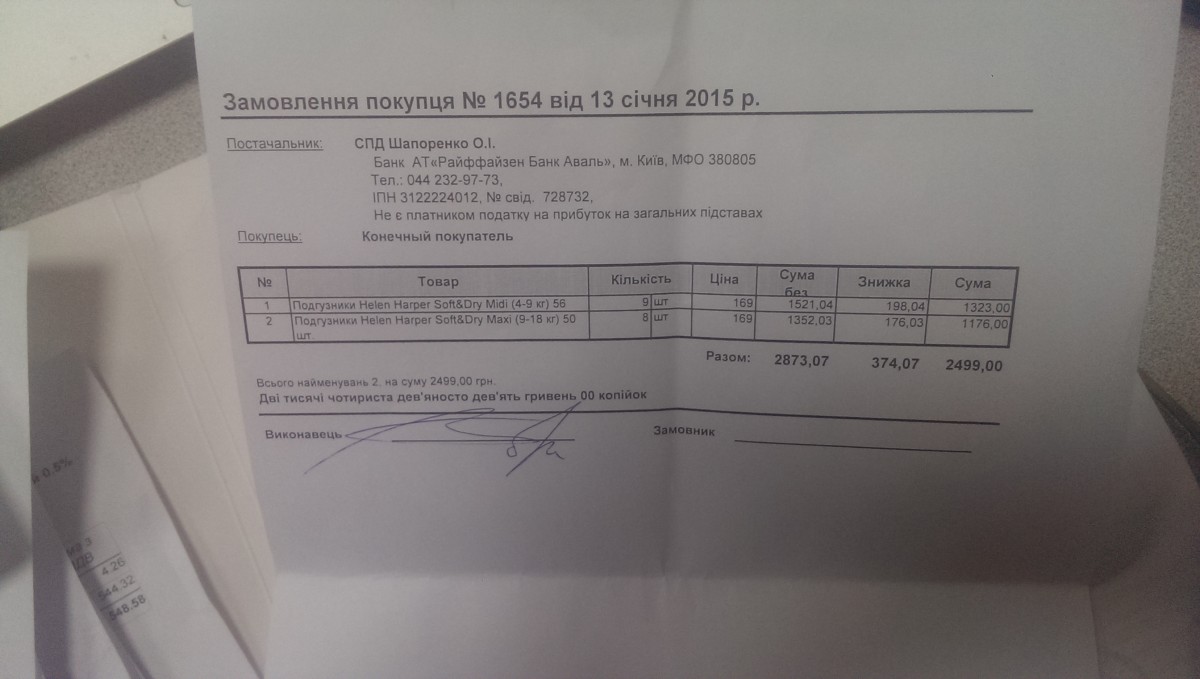 Замовлення покупця № 1654 від 13 січня 2015 р.
Постачальник: СПД Шапоренко О.І.
Банк АТ«Райффайзен Банк Аваль», м. Київ, МФО 380805
Тел.: 044 232-97-73,
ІПН 3122224012, № свід. 728732,
Не є платником податку на прибуток на загальних підставах
Покупець: Конечный покупатель
№ Товар Кількість Ціна Сума без Знижка Сума
1 Подгузники Helen Harper Soft&Dry Midi (4-9 кг) 56 9 шт 169 1521,04 198,04 1323,00
2 Подгузники Helen Harper Soft&Dry Maxi (9-18 кг) 50 8 шт 169 1352,03 176,03 1176,00
шт.
Разом: 2873,07 374,07 2499,00
Всього найменувань 2, на суму 2499,00 грн.
Дві тисячі чотириста дев'яносто дев'ять гривень 00 копійок
Виконавець Замовник
0.5%
4.26
544.32
548.58